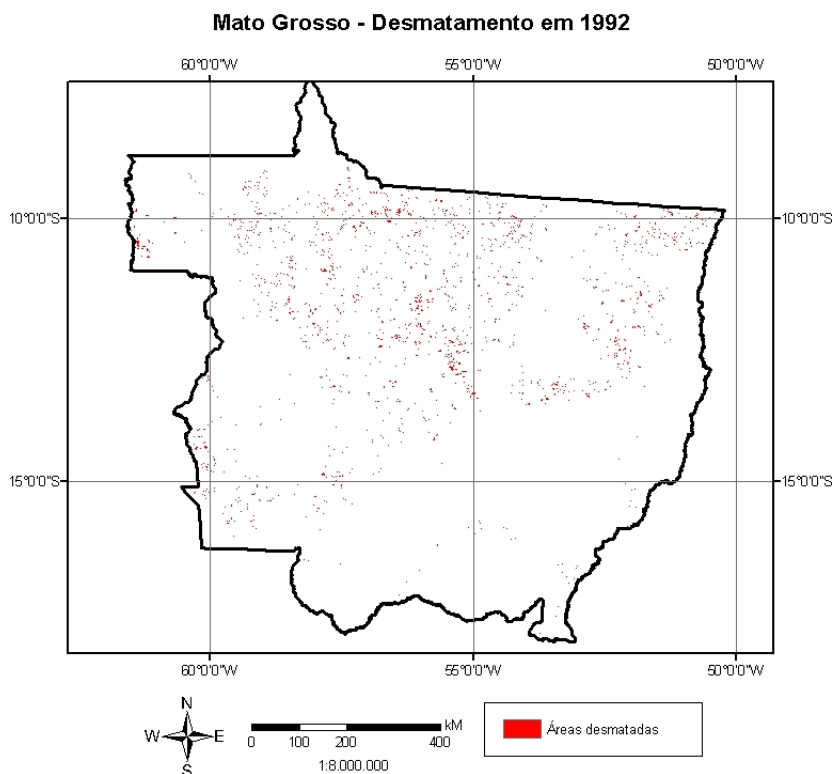 Mato Grosso - Desmatamento em 1992
60°0'0"W 55°0'0"W 50°0'0"W
10°0'0"S 10°0'0"S
15°0'0"S 15°0'0"S
60°0'0"W 55°0'0"W 50°0'0"W
N
W E
S
kM
0 100 200 400
1:8.000.000
Áreas desmatadas